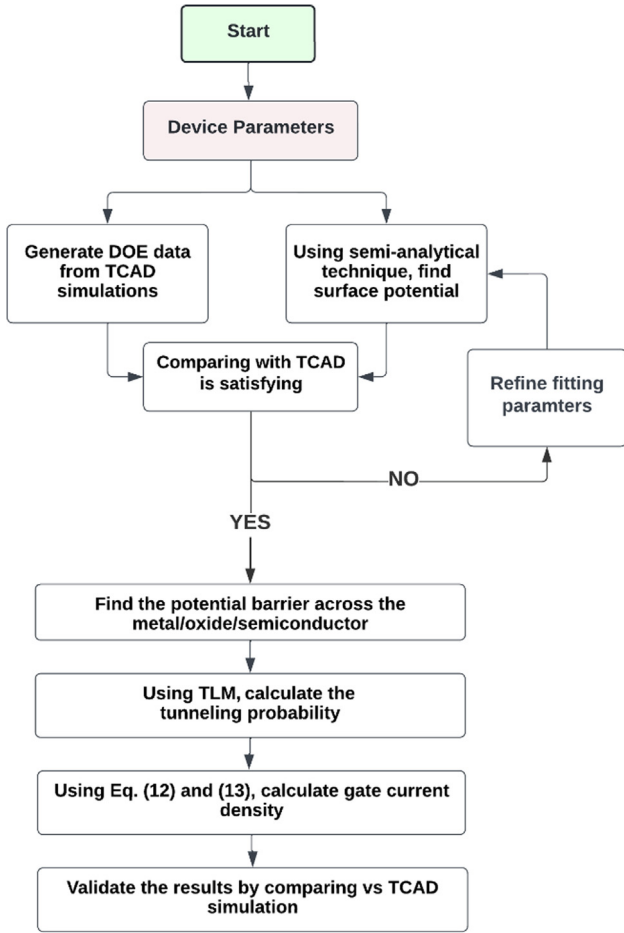 Start
Device Parameters
Generate DOE data
from TCAD
simulations
Using semi-analytical
technique, find
surface potential
Comparing with TCAD
is satisfying
Refine fitting
paramters
NO
YES
Find the potential barrier across the
metal/oxide/semiconductor
Using TLM, calculate the
tunneling probability
Using Eq. (12) and (13), calculate gate current
density
Validate the results by comparing vs TCAD
simulation